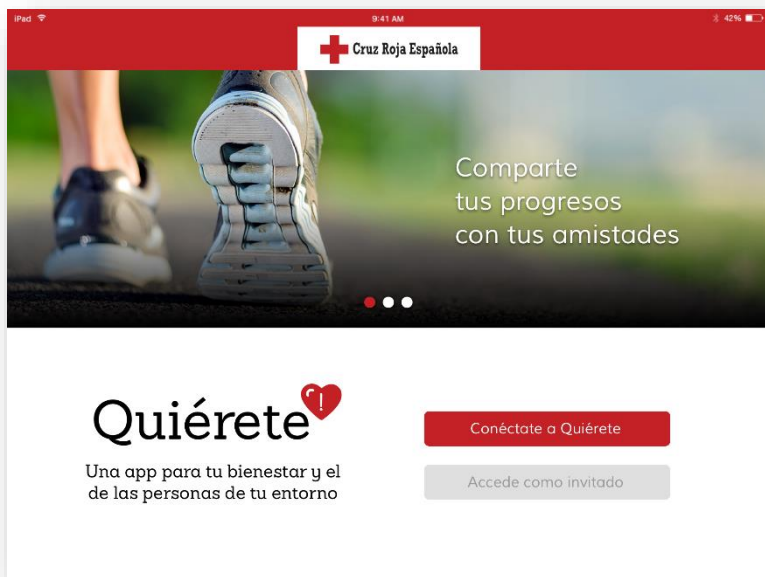 iPad 9:41 AM 42%
Cruz Roja Española
Comparte
tus progresos
con tus amistades
Quiérete!
Una app para tu bienestar y el
de las personas de tu entorno
Conéctate a Quiérete
Accede como invitado